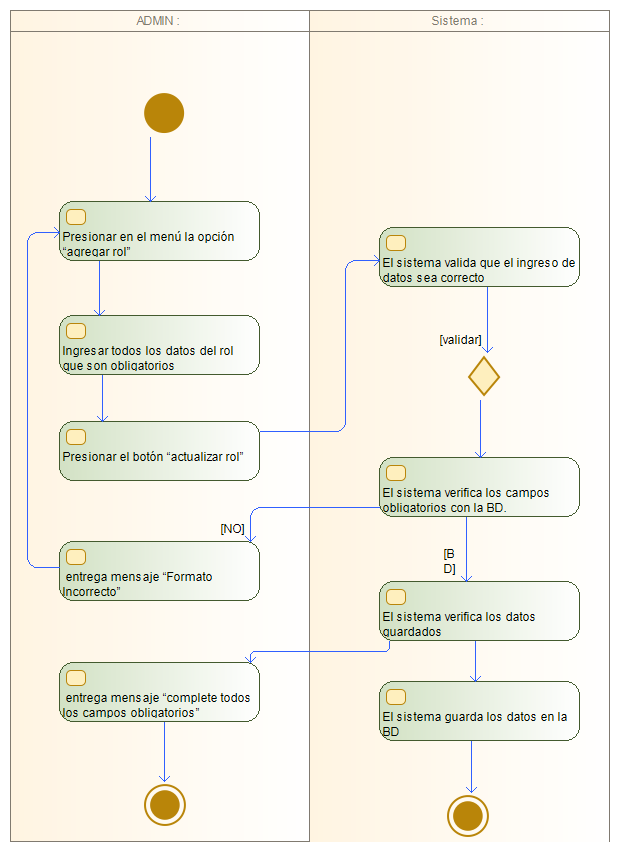 ADMIN :
Sistema :
Presionar en el menú la opción
“agregar rol”
Ingresar todos los datos del rol
que son obligatorios
Presionar el botón “actualizar rol”
El sistema valida que el ingreso de
datos sea correcto
[validar]
El sistema verifica los campos
obligatorios con la BD.
[NO]
entrega mensaje “Formato
Incorrecto”
[B
D]
El sistema verifica los datos
guardados
entrega mensaje “complete todos
los campos obligatorios”
El sistema guarda los datos en la
BD